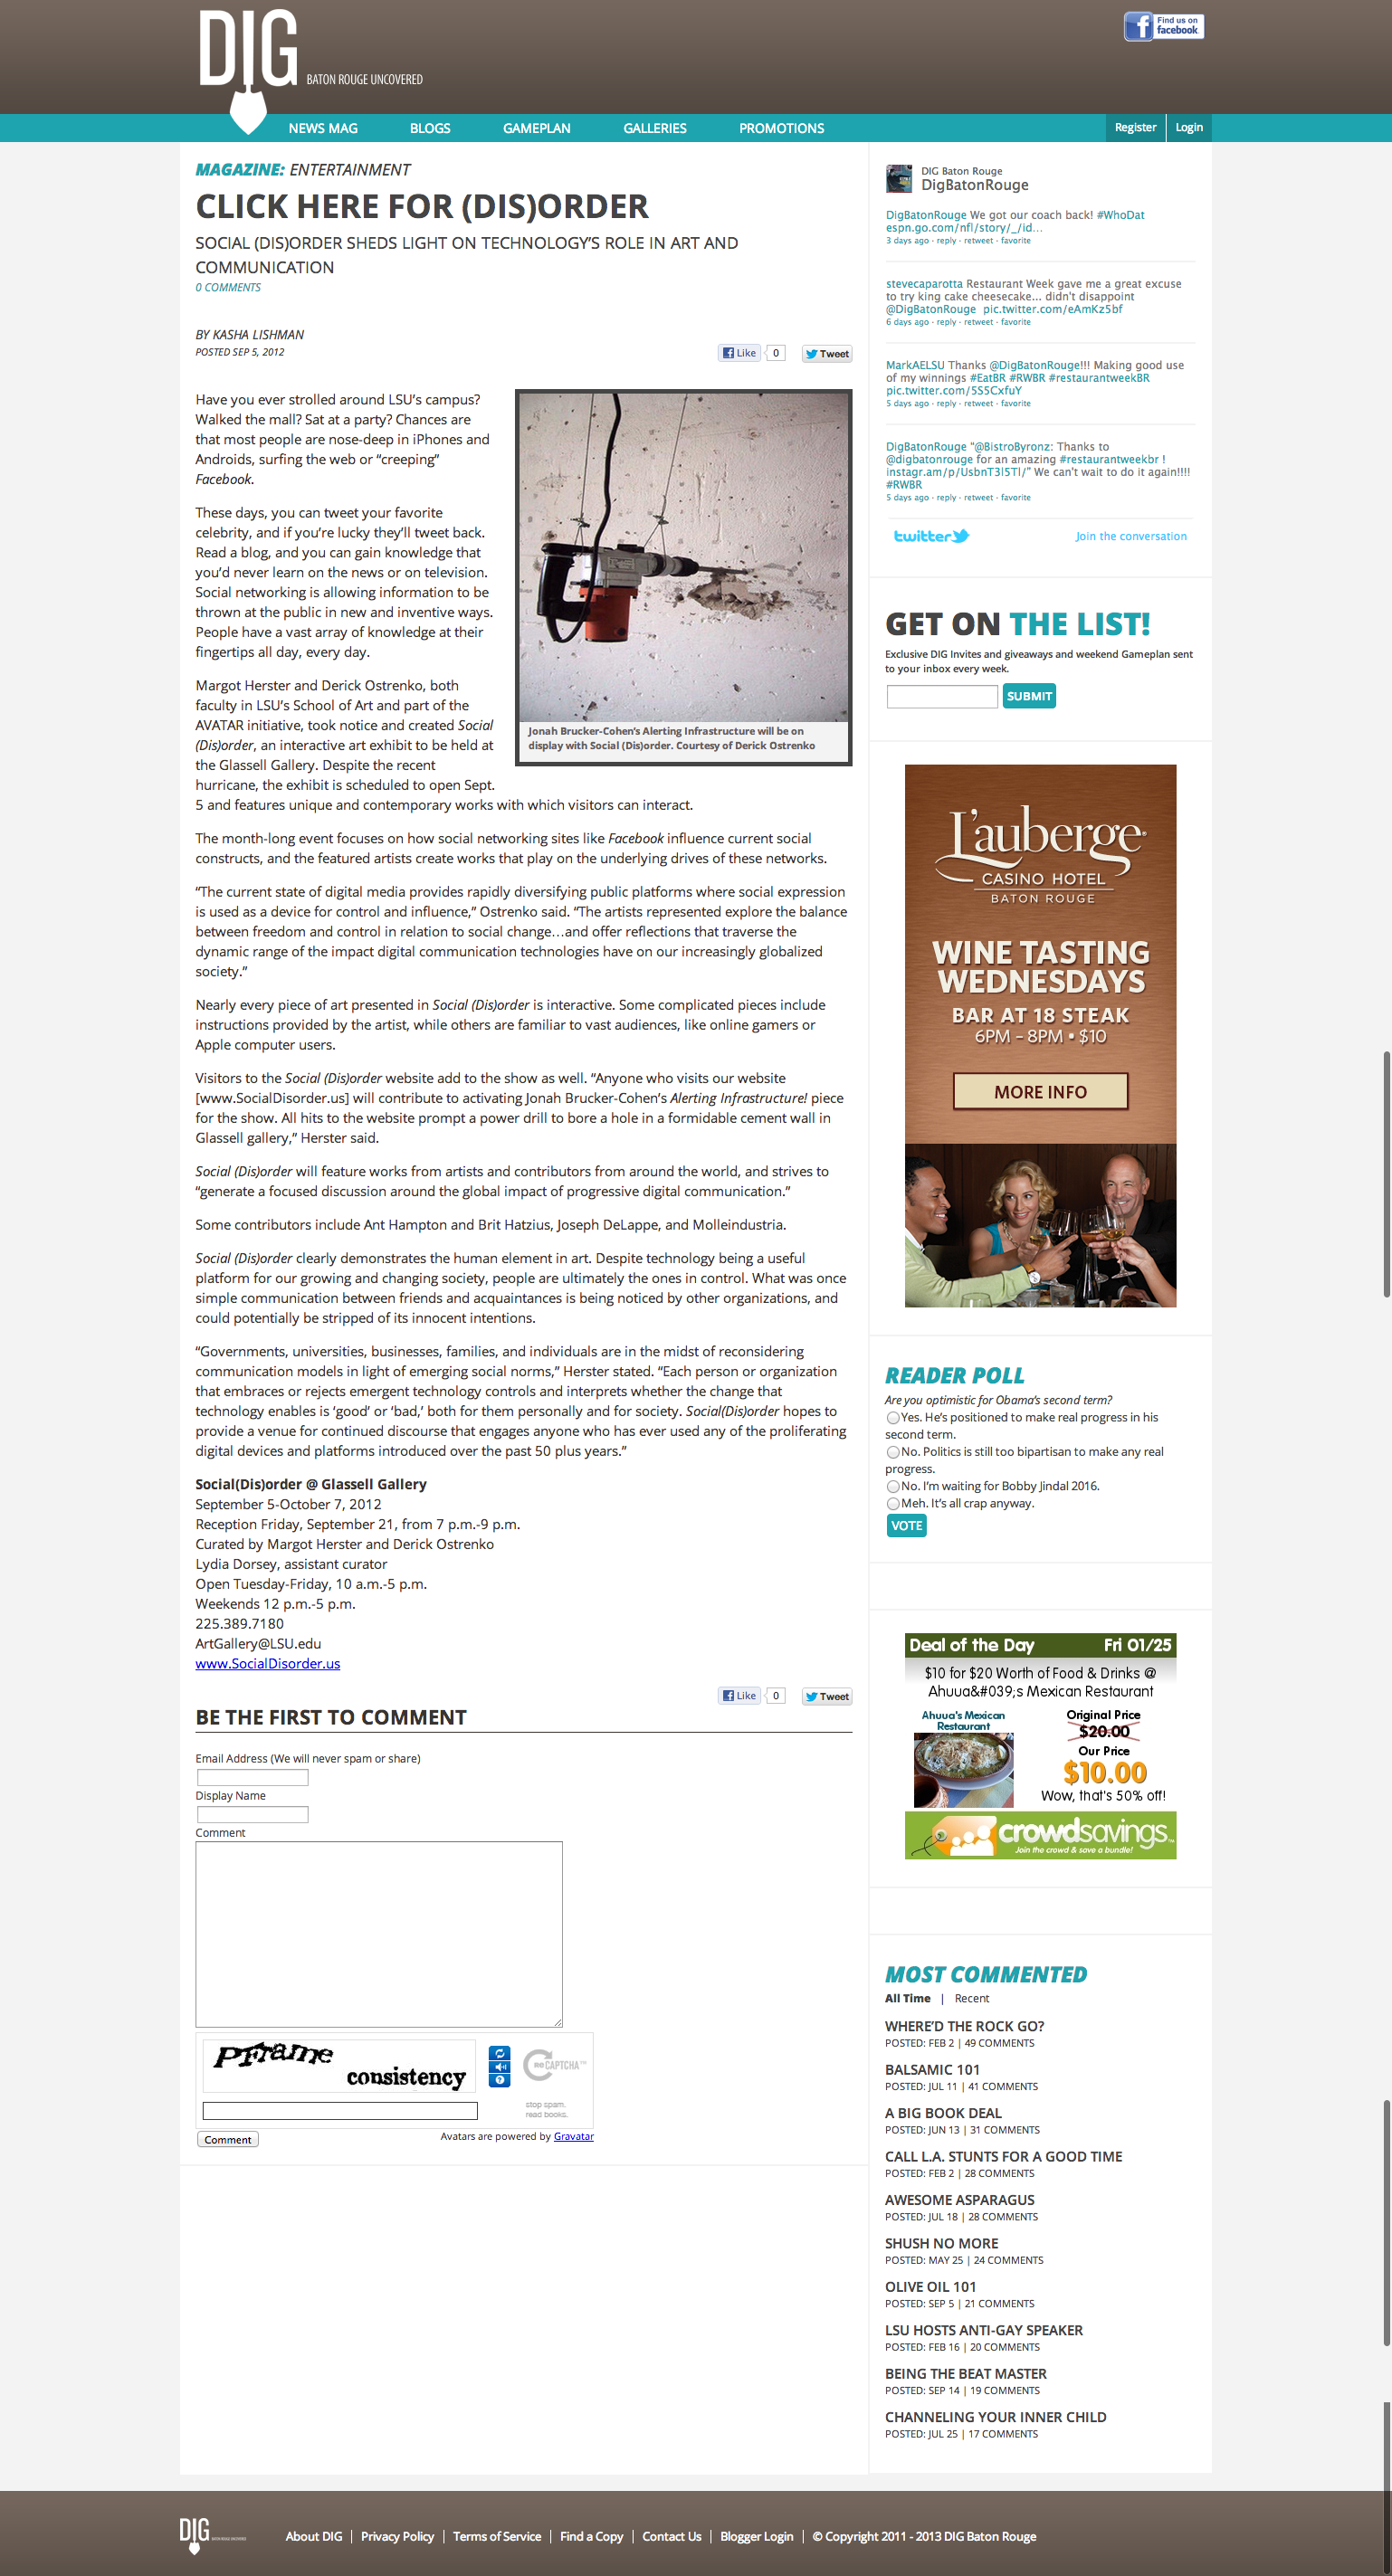 DIG
BATON ROUGE UNCOVERED
Find us on
facebook
NEWS MAG
BLOGS
GAMEPLAN
GALLERIES
PROMOTIONS
Register
Login
MAGAZINE: ENTERTAINMENT
CLICK HERE FOR (DIS)ORDER
SOCIAL (DIS)ORDER SHEDS LIGHT ON TECHNOLOGY'S ROLE IN ART AND
COMMUNICATION
0 COMMENTS
BY KASHA LISHMAN
POSTED SEP 5, 2012
Like 0 Tweet
Have you ever strolled around LSU's campus?
Walked the mall? Sat at a party? Chances are
that most people are nose-deep in iPhones and
Androids, surfing the web or "creeping"
Facebook.
These days, you can tweet your favorite
celebrity, and if you're lucky they'll tweet back.
Read a blog, and you can gain knowledge that
you'd never learn on the news or on television.
Social networking is allowing information to be
thrown at the public in new and inventive ways.
People have a vast array of knowledge at their
fingertips all day, every day.
Margot Herster and Derick Ostrenko, both
faculty in LSU's School of Art and part of the
AVATAR initiative, took notice and created Social
(Dis)order, an interactive art exhibit to be held at
the Glassell Gallery. Despite the recent
hurricane, the exhibit is scheduled to open Sept.
5 and features unique and contemporary works with which visitors can interact.
Jonah Brucker-Cohen's Alerting Infrastructure will be on
display with Social (Dis)order. Courtesy of Derick Ostrenko
The month-long event focuses on how social networking sites like Facebook influence current social
constructs, and the featured artists create works that play on the underlying drives of these networks.
"The current state of digital media provides rapidly diversifying public platforms where social expression
is used as a device for control and influence," Ostrenko said. "The artists represented explore the balance
between freedom and control in relation to social change…and offer reflections that traverse the
dynamic range of the impact digital communication technologies have on our increasingly globalized
society."
Nearly every piece of art presented in Social (Dis)order is interactive. Some complicated pieces include
instructions provided by the artist, while others are familiar to vast audiences, like online gamers or
Apple computer users.
Visitors to the Social (Dis)order website add to the show as well. "Anyone who visits our website
[www.SocialDisorder.us] will contribute to activating Jonah Brucker-Cohen's Alerting Infrastructure! piece
for the show. All hits to the website prompt a power drill to bore a hole in a formidable cement wall in
Glassell gallery," Herster said.
Social (Dis)order will feature works from artists and contributors from around the world, and strives to
"generate a focused discussion around the global impact of progressive digital communication."
Some contributors include Ant Hampton and Brit Hatzius, Joseph DeLappe, and Molleindustria.
Social (Dis)order clearly demonstrates the human element in art. Despite technology being a useful
platform for our growing and changing society, people are ultimately the ones in control. What was once
simple communication between friends and acquaintances is being noticed by other organizations, and
could potentially be stripped of its innocent intentions.
"Governments, universities, businesses, families, and individuals are in the midst of reconsidering
communication models in light of emerging social norms," Herster stated. "Each person or organization
that embraces or rejects emergent technology controls and interprets whether the change that
technology enables is 'good' or 'bad,' both for them personally and for society. Social(Dis)order hopes to
provide a venue for continued discourse that engages anyone who has ever used any of the proliferating
digital devices and platforms introduced over the past 50 plus years."
Social(Dis)order @ Glassell Gallery
September 5-October 7, 2012
Reception Friday, September 21, from 7 p.m.-9 p.m.
Curated by Margot Herster and Derick Ostrenko
Lydia Dorsey, assistant curator
Open Tuesday-Friday, 10 a.m.-5 p.m.
Weekends 12 p.m.-5 p.m.
225.389.7180
ArtGallery@LSU.edu
www.SocialDisorder.us
Like 0 Tweet
BE THE FIRST TO COMMENT
Email Address (We will never spam or share)
Display Name
Comment
Pframe
consistency
reCAPTCHA™
stop spam.
read books.
Comment
Avatars are powered by Gravatar
DIG Baton Rouge
DigBatonRouge
DigBatonRouge We got our coach back! #WhoDat
espn.go.com/nfl/story/_/id…
3 days ago · reply · retweet · favorite
stevecaparotta Restaurant Week gave me a great excuse
to try king cake cheesecake... didn't disappoint
@DigBatonRouge pic.twitter.com/eAmKz5bf
6 days ago · reply · retweet · favorite
MarkAELSU Thanks @DigBatonRouge!!! Making good use
of my winnings #EatBR #RWBR #restaurantweekBR
pic.twitter.com/5S5CxfuY
5 days ago · reply · retweet · favorite
DigBatonRouge "@BistroByronz: Thanks to
@digbatonrouge for an amazing #restaurantweekbr !
instagr.am/p/UsbnT3l5Tl/" We can't wait to do it again!!!!
#RWBR
5 days ago · reply · retweet · favorite
twitter
Join the conversation
GET ON THE LIST!
Exclusive DIG Invites and giveaways and weekend Gameplan sent
to your inbox every week.
SUBMIT
L'auberge
CASINO HOTEL
BATON ROUGE
WINE TASTING
WEDNESDAYS
BAR AT 18 STEAK
6PM – 8PM • $10
MORE INFO
READER POLL
Are you optimistic for Obama's second term?
Yes. He's positioned to make real progress in his
second term.
No. Politics is still too bipartisan to make any real
progress.
No. I'm waiting for Bobby Jindal 2016.
Meh. It's all crap anyway.
VOTE
Deal of the Day Fri 01/25
$10 for $20 Worth of Food & Drinks @
Ahuua&#039;s Mexican Restaurant
Ahuua's Mexican
Restaurant
Original Price
$20.00
Our Price
$10.00
Wow, that's 50% off!
crowdsavings™
Join the crowd & save a bundle!
MOST COMMENTED
All Time | Recent
WHERE'D THE ROCK GO?
POSTED: FEB 2 | 49 COMMENTS
BALSAMIC 101
POSTED: JUL 11 | 41 COMMENTS
A BIG BOOK DEAL
POSTED: JUN 13 | 31 COMMENTS
CALL L.A. STUNTS FOR A GOOD TIME
POSTED: FEB 2 | 28 COMMENTS
AWESOME ASPARAGUS
POSTED: JUL 18 | 28 COMMENTS
SHUSH NO MORE
POSTED: MAY 25 | 24 COMMENTS
OLIVE OIL 101
POSTED: SEP 5 | 21 COMMENTS
LSU HOSTS ANTI-GAY SPEAKER
POSTED: FEB 16 | 20 COMMENTS
BEING THE BEAT MASTER
POSTED: SEP 14 | 19 COMMENTS
CHANNELING YOUR INNER CHILD
POSTED: JUL 25 | 17 COMMENTS
DIG
About DIG | Privacy Policy | Terms of Service | Find a Copy | Contact Us | Blogger Login | © Copyright 2011 - 2013 DIG Baton Rouge